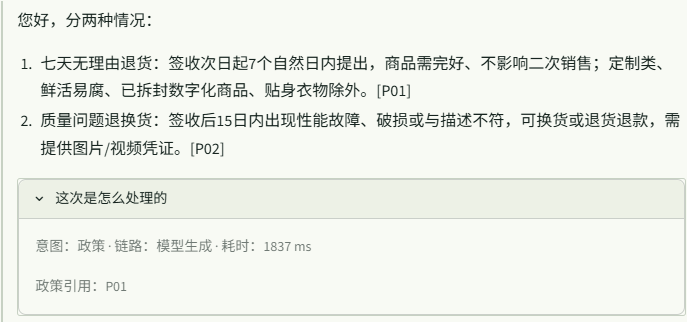 您好，分两种情况：
1. 七天无理由退货：签收次日起7个自然日内提出，商品需完好、不影响二次销售；定制类、
鲜活易腐、已拆封数字化商品、贴身衣物除外。[P01]
2. 质量问题退换货：签收后15日内出现性能故障、破损或与描述不符，可换货或退货退款，需
提供图片/视频凭证。[P02]
这次是怎么处理的
意图：政策 · 链路：模型生成 · 耗时：1837 ms
政策引用：P01